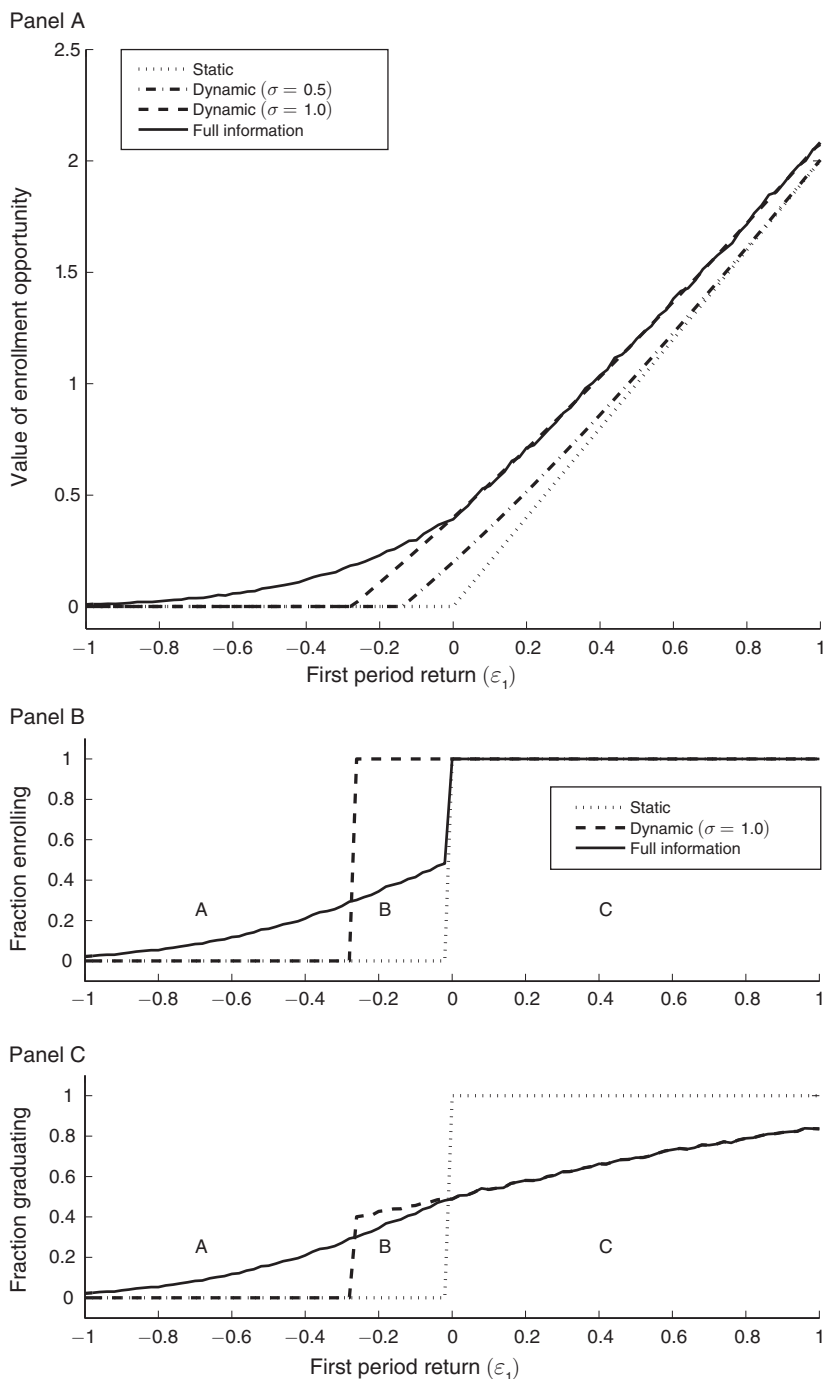 Panel A
Static
Dynamic (σ = 0.5)
Dynamic (σ = 1.0)
Full information
Value of enrollment opportunity
2.5
2
1.5
1
0.5
0
−1 −0.8 −0.6 −0.4 −0.2 0 0.2 0.4 0.6 0.8 1
First period return (ε₁)
Panel B
Fraction enrolling
1
0.8
0.6
0.4
0.2
0
Static
Dynamic (σ = 1.0)
Full information
A B C
−1 −0.8 −0.6 −0.4 −0.2 0 0.2 0.4 0.6 0.8 1
Panel C
Fraction graduating
1
0.8
0.6
0.4
0.2
0
A B C
−1 −0.8 −0.6 −0.4 −0.2 0 0.2 0.4 0.6 0.8 1
First period return (ε₁)